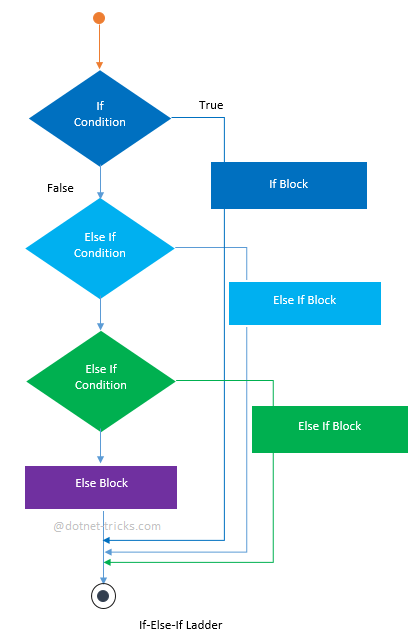 If
Condition
True
If Block
False
Else If
Condition
Else If Block
Else If
Condition
Else If Block
Else Block
@dotnet-tricks.com
If-Else-If Ladder